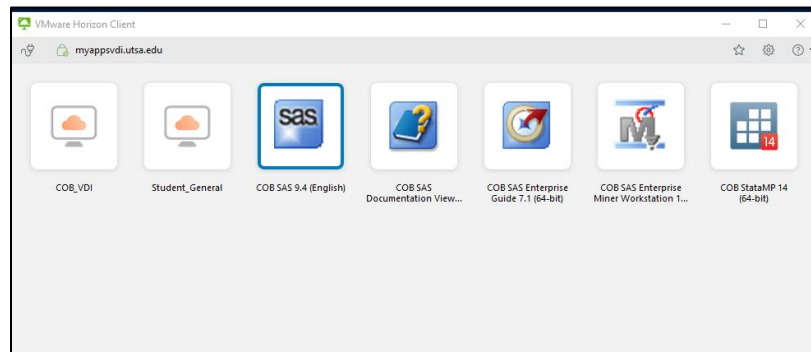 VMware Horizon Client
myappsvdi.utsa.edu
sas
14
COB_VDI
Student_General
COB SAS 9.4 (English)
COB SAS
Documentation View...
COB SAS Enterprise
Guide 7.1 (64-bit)
COB SAS Enterprise
Miner Workstation 1...
COB StataMP 14
(64-bit)